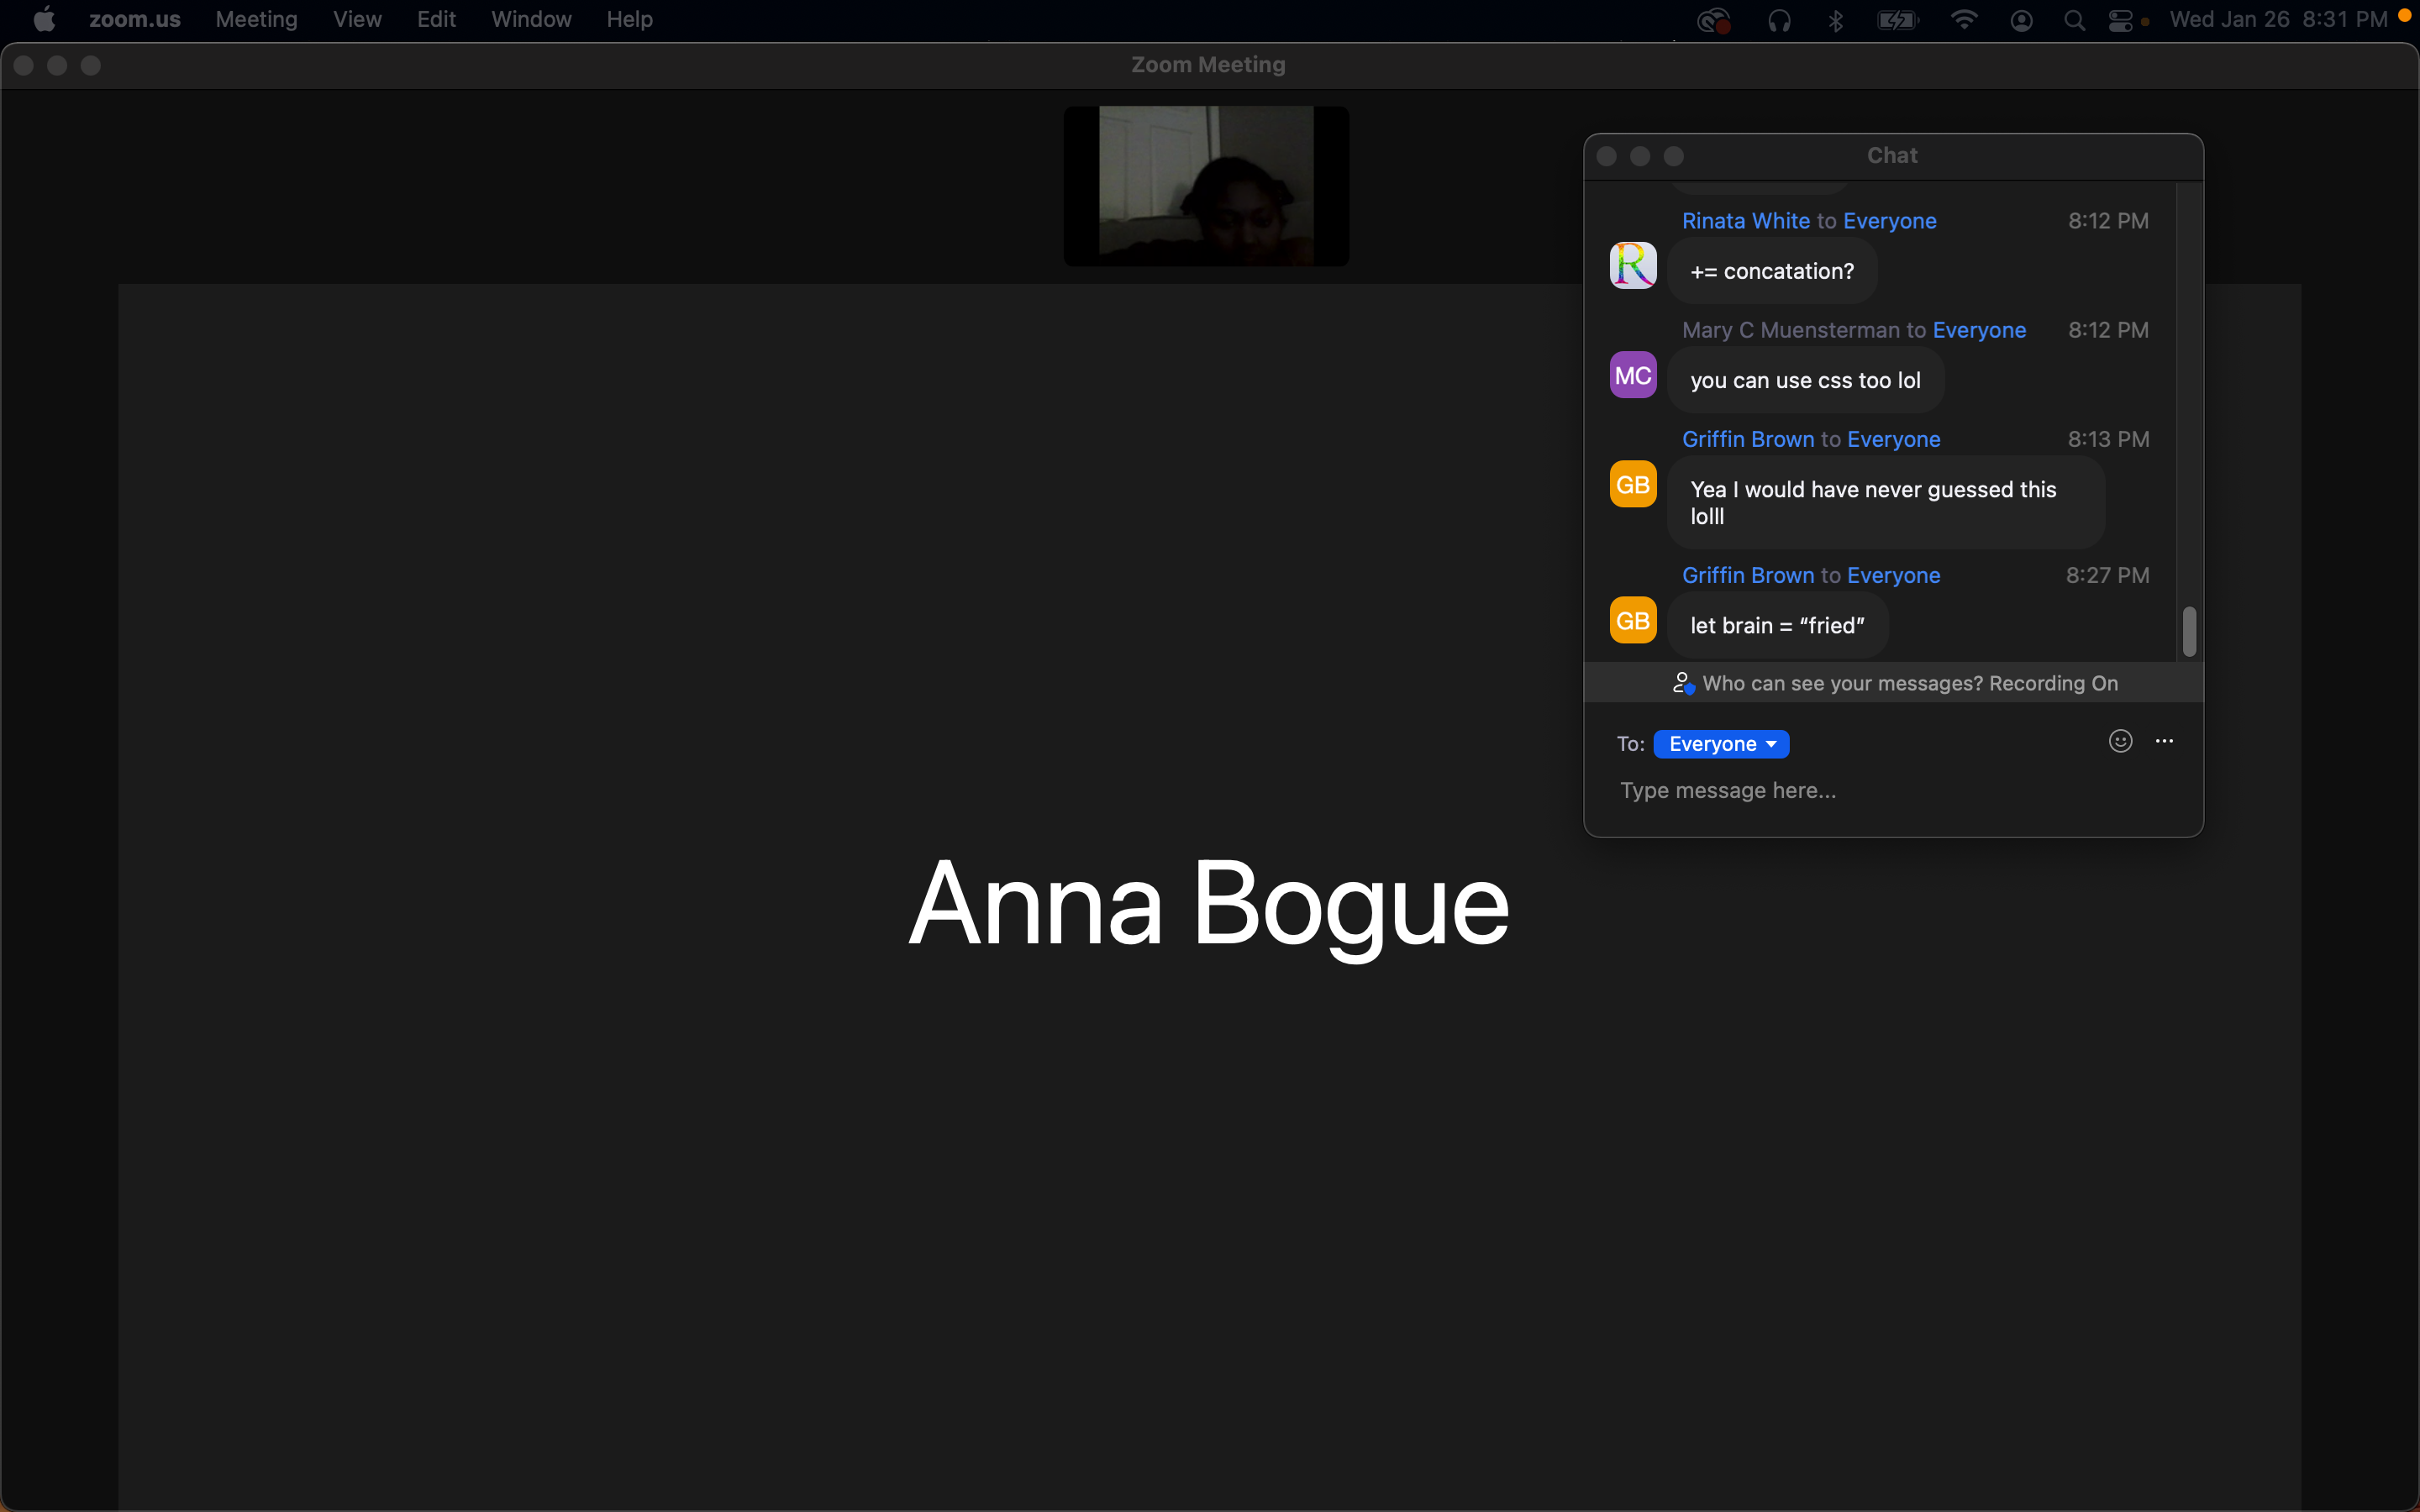 zoom.us Meeting View Edit Window Help Wed Jan 26 8:31 PM
Zoom Meeting
Chat
Rinata White to Everyone 8:12 PM
R
+= concatation?
Mary C Muensterman to Everyone 8:12 PM
MC
you can use css too lol
Griffin Brown to Everyone 8:13 PM
GB
Yea I would have never guessed this
lolll
Griffin Brown to Everyone 8:27 PM
GB
let brain = “fried”
Who can see your messages? Recording On
To: Everyone
Type message here...
Anna Bogue